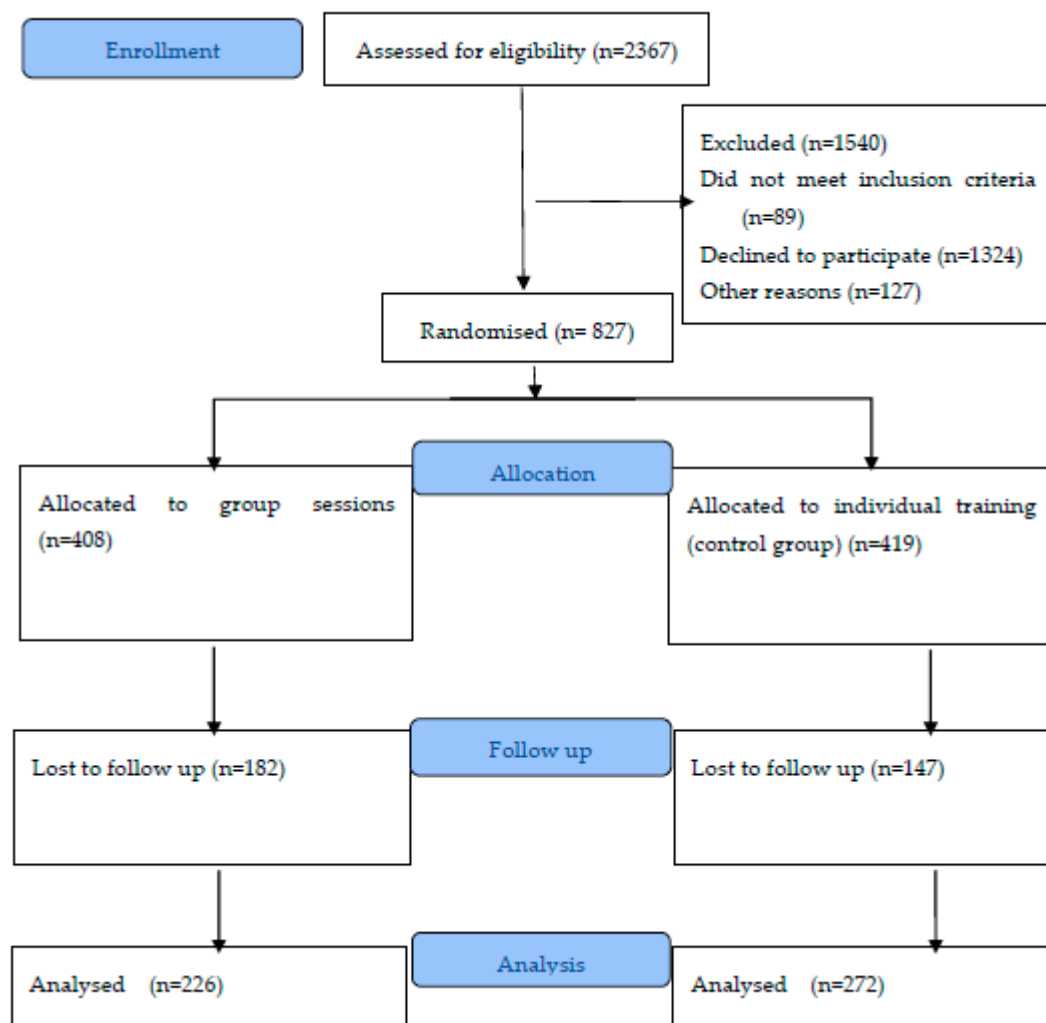 Enrollment
Assessed for eligibility (n=2367)
Excluded (n=1540)
Did not meet inclusion criteria
(n=89)
Declined to participate (n=1324)
Other reasons (n=127)
Randomised (n= 827)
Allocation
Allocated to group sessions
(n=408)
Allocated to individual training
(control group) (n=419)
Follow up
Lost to follow up (n=182)
Lost to follow up (n=147)
Analysis
Analysed (n=226)
Analysed (n=272)